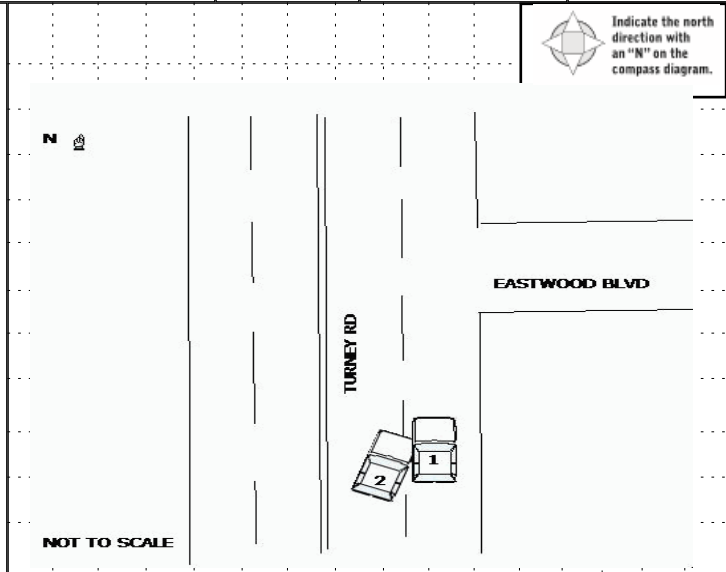 Indicate the north
direction with
an “N” on the
compass diagram.
N
EASTWOOD BLVD
TURNEY RD
1
2
NOT TO SCALE